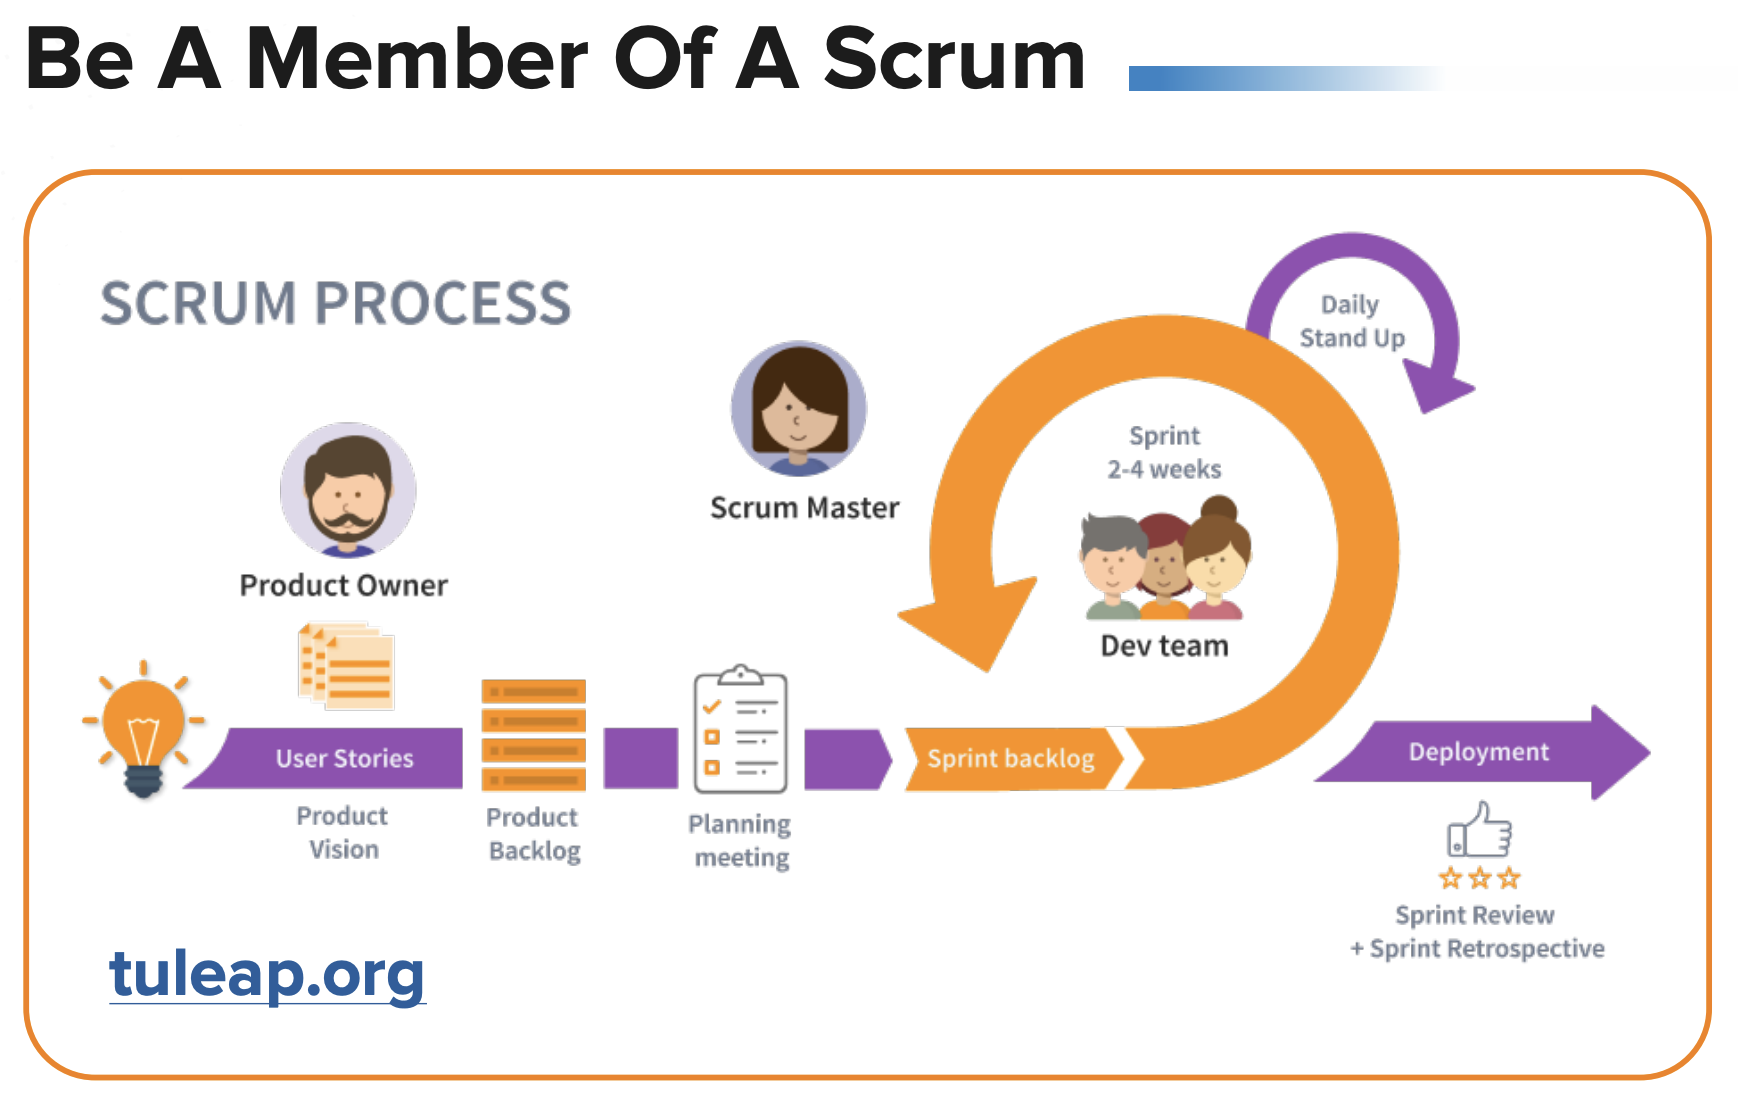 Be A Member Of A Scrum
SCRUM PROCESS
Daily
Stand Up
Sprint
2-4 weeks
Scrum Master
Product Owner
Dev team
User Stories
Sprint backlog
Deployment
Product
Vision
Product
Backlog
Planning
meeting
Sprint Review
+ Sprint Retrospective
tuleap.org